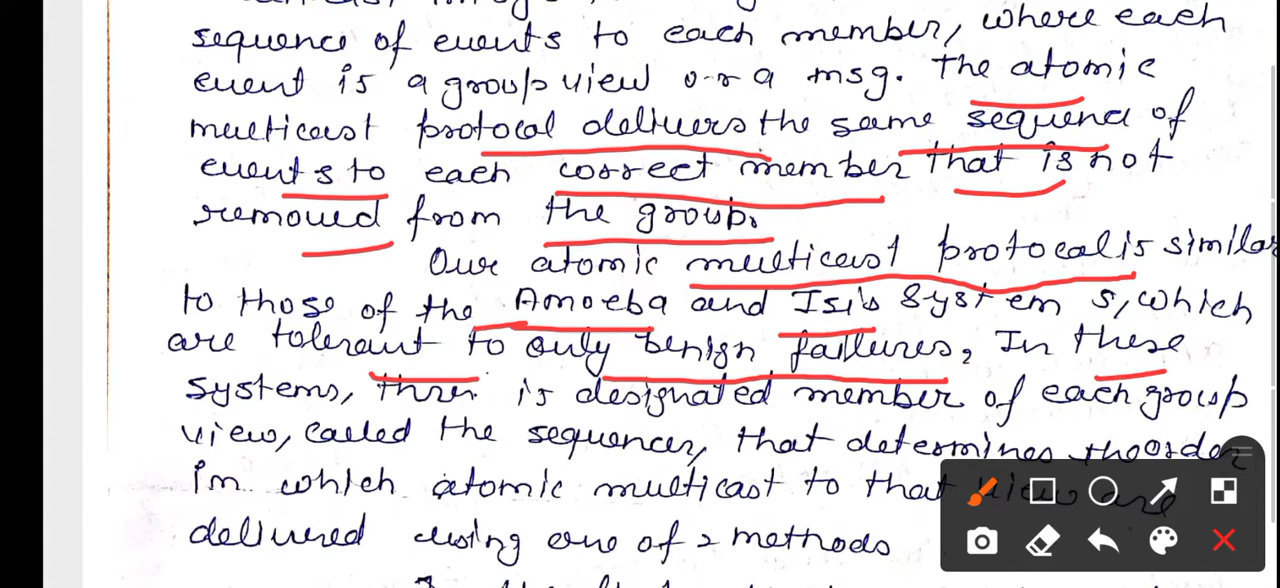 sequence of events to each member, where each
event is a group view or a msg. The atomic
multicast protocal delivers the same sequence of
events to each correct member that is not
removed from the group.
Our atomic multicast protocal is similar
to those of the Amoeba and Isis Systems, which
are tolerant to only benign failures, In these
systems, is designated member of each group
view, called the sequencer, that determines the order
in which atomic multicast to that view are
delivered using one of 2 methods